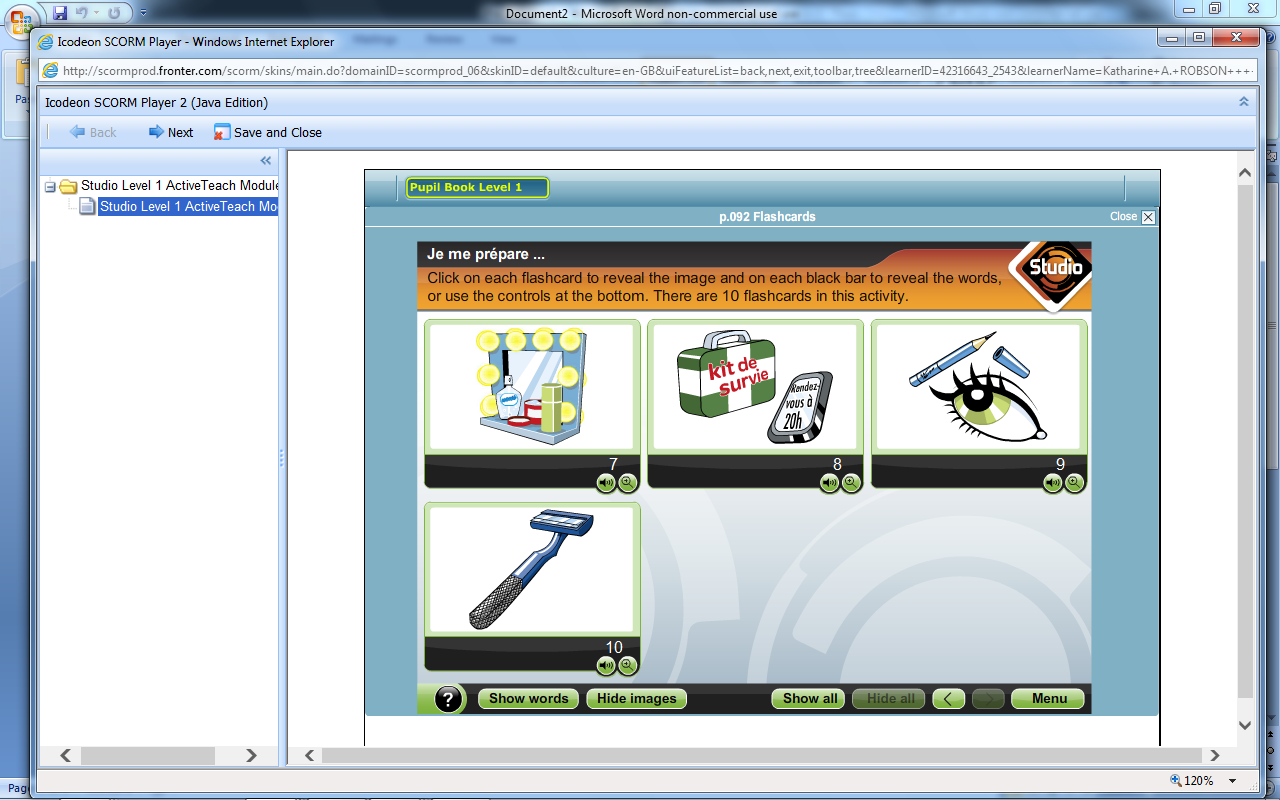 Document2 - Microsoft Word non-commercial use
Icodeon SCORM Player - Windows Internet Explorer
http://scormprod.fronter.com/scorm/skins/main.do?domainID=scormprod_06&skinID=default&culture=en-GB&uiFeatureList=back,next,exit,toolbar,tree&learnerID=42316643_2543&learnerName=Katharine+A.+ROBSON+++
Icodeon SCORM Player 2 (Java Edition)
Back Next Save and Close
Studio Level 1 ActiveTeach Module
Studio Level 1 ActiveTeach Mo
Pupil Book Level 1
p.092 Flashcards
Close
Je me prépare ...
Studio
Click on each flashcard to reveal the image and on each black bar to reveal the words,
or use the controls at the bottom. There are 10 flashcards in this activity.
kit de
survie
Rendez-
vous à
20h
7
8
9
10
? Show words Hide images Show all Hide all Menu
Page
120%